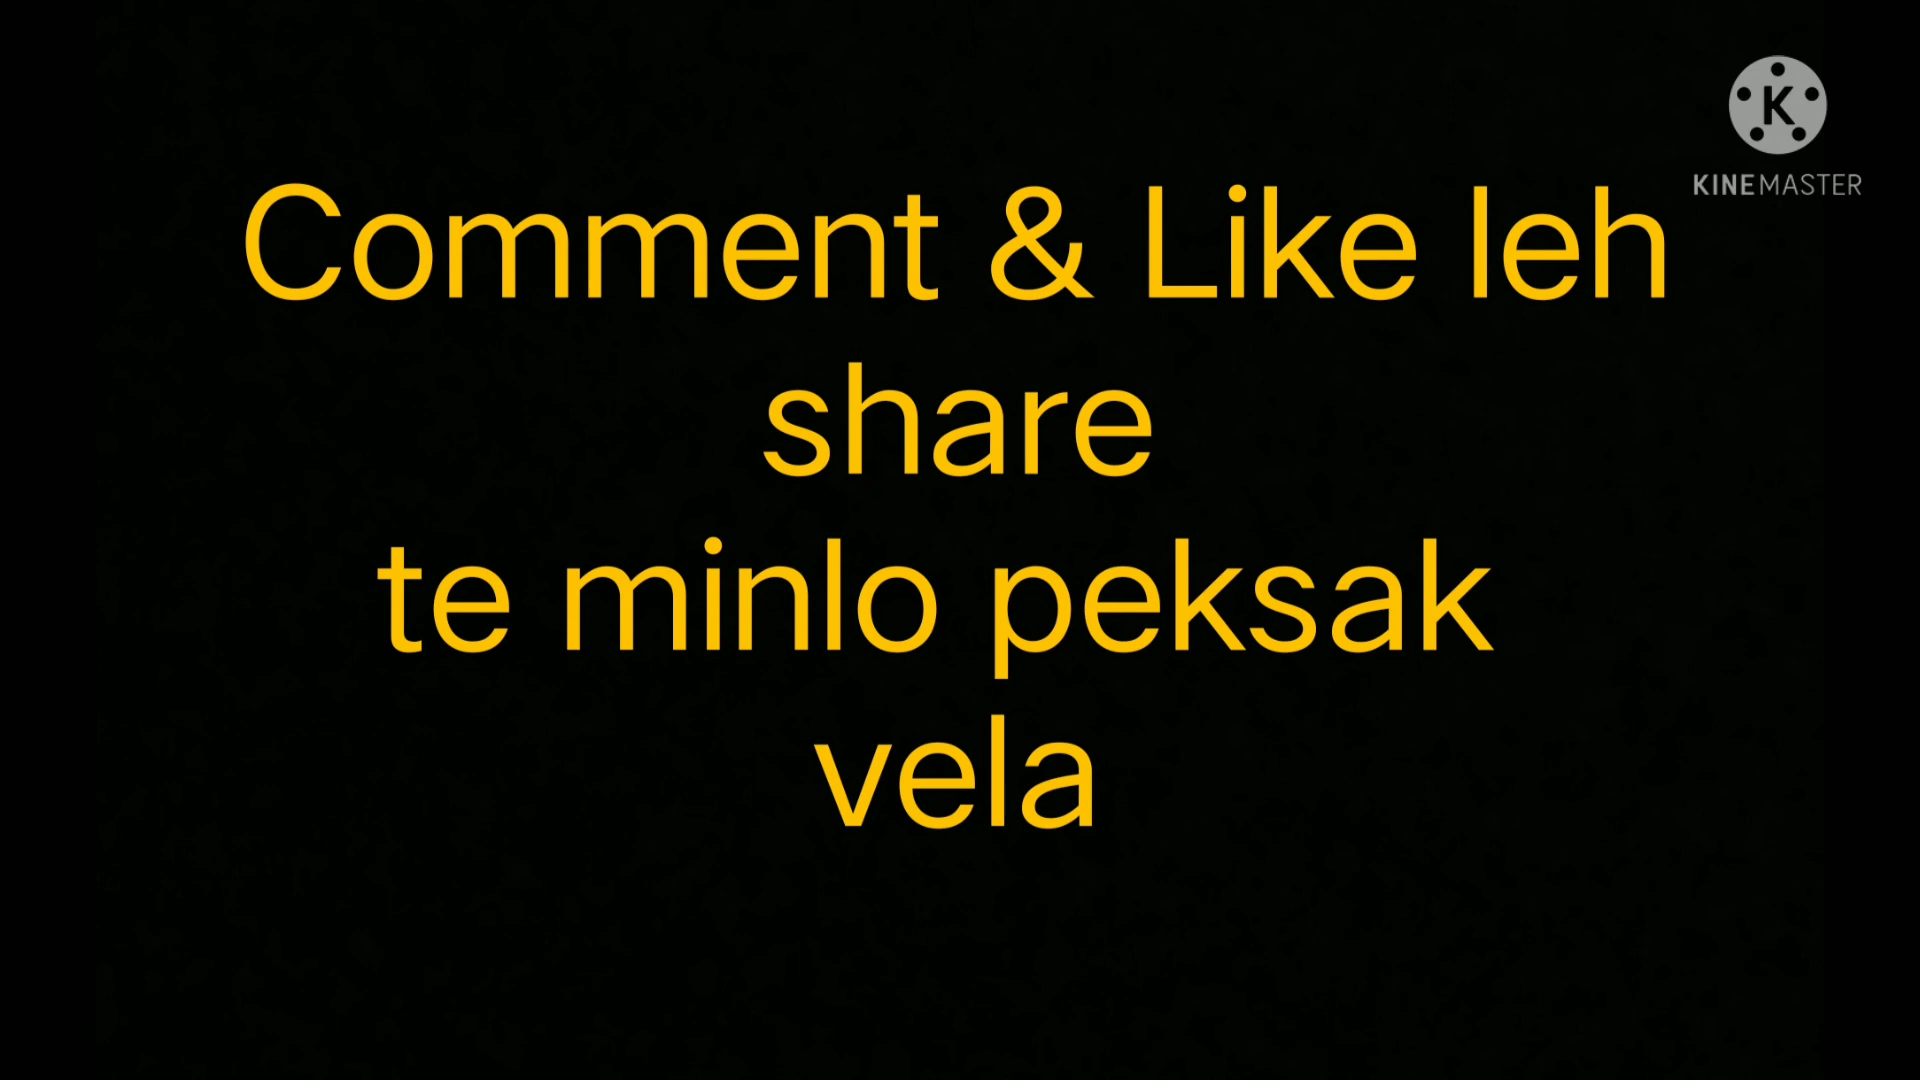 K
KINEMASTER
Comment & Like leh
share
te minlo peksak
vela